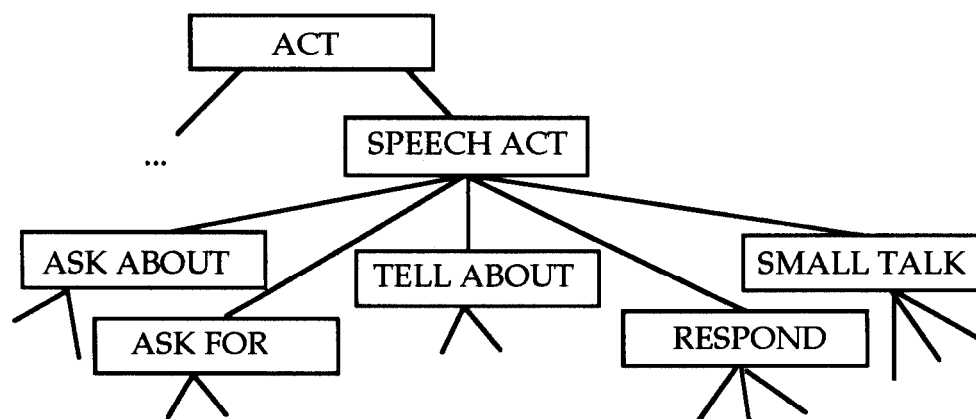 ACT
SPEECH ACT
...
ASK ABOUT
TELL ABOUT
SMALL TALK
ASK FOR
RESPOND